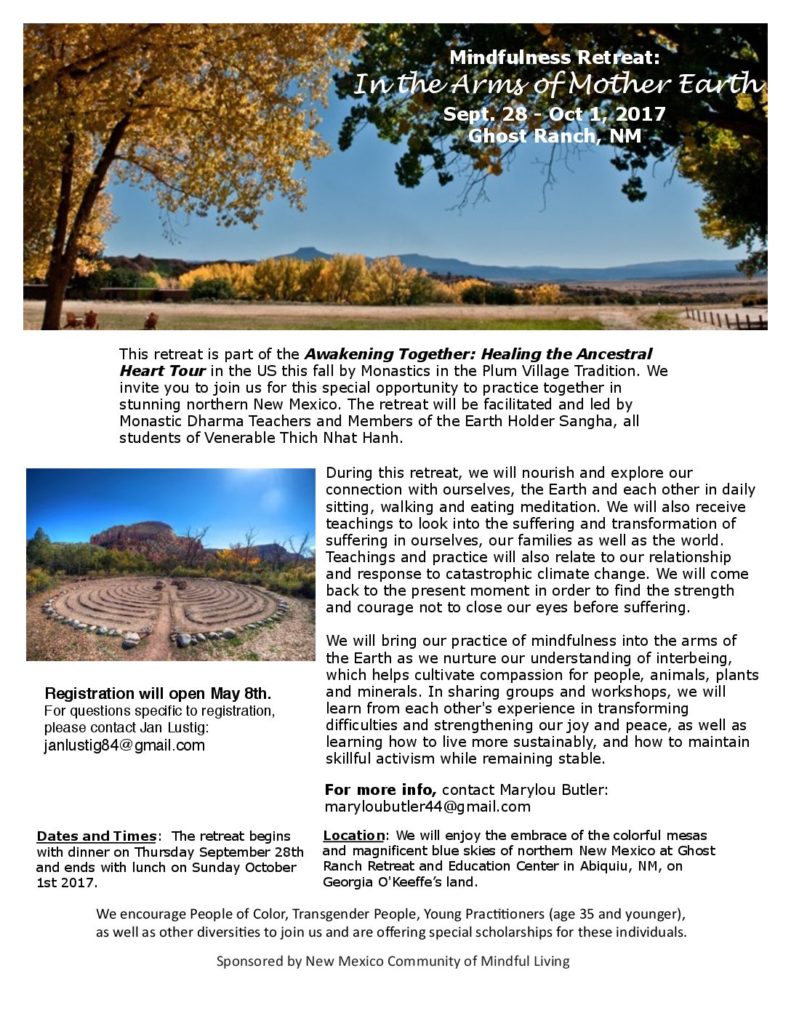 Mindfulness Retreat:
In the Arms of Mother Earth
Sept. 28 - Oct 1, 2017
Ghost Ranch, NM
This retreat is part of the Awakening Together: Healing the Ancestral
Heart Tour in the US this fall by Monastics in the Plum Village Tradition. We
invite you to join us for this special opportunity to practice together in
stunning northern New Mexico. The retreat will be facilitated and led by
Monastic Dharma Teachers and Members of the Earth Holder Sangha, all
students of Venerable Thich Nhat Hanh.
During this retreat, we will nourish and explore our
connection with ourselves, the Earth and each other in daily
sitting, walking and eating meditation. We will also receive
teachings to look into the suffering and transformation of
suffering in ourselves, our families as well as the world.
Teachings and practice will also relate to our relationship
and response to catastrophic climate change. We will come
back to the present moment in order to find the strength
and courage not to close our eyes before suffering.
We will bring our practice of mindfulness into the arms of
the Earth as we nurture our understanding of interbeing,
which helps cultivate compassion for people, animals, plants
and minerals. In sharing groups and workshops, we will
learn from each other's experience in transforming
difficulties and strengthening our joy and peace, as well as
learning how to live more sustainably, and how to maintain
skillful activism while remaining stable.
Registration will open May 8th.
For questions specific to registration,
please contact Jan Lustig:
janlustig84@gmail.com
For more info, contact Marylou Butler:
maryloubutler44@gmail.com
Dates and Times:  The retreat begins
with dinner on Thursday September 28th
and ends with lunch on Sunday October
1st 2017.
Location: We will enjoy the embrace of the colorful mesas
and magnificent blue skies of northern New Mexico at Ghost
Ranch Retreat and Education Center in Abiquiu, NM, on
Georgia O'Keeffe’s land.
We encourage People of Color, Transgender People, Young Practitioners (age 35 and younger),
as well as other diversities to join us and are offering special scholarships for these individuals.
Sponsored by New Mexico Community of Mindful Living